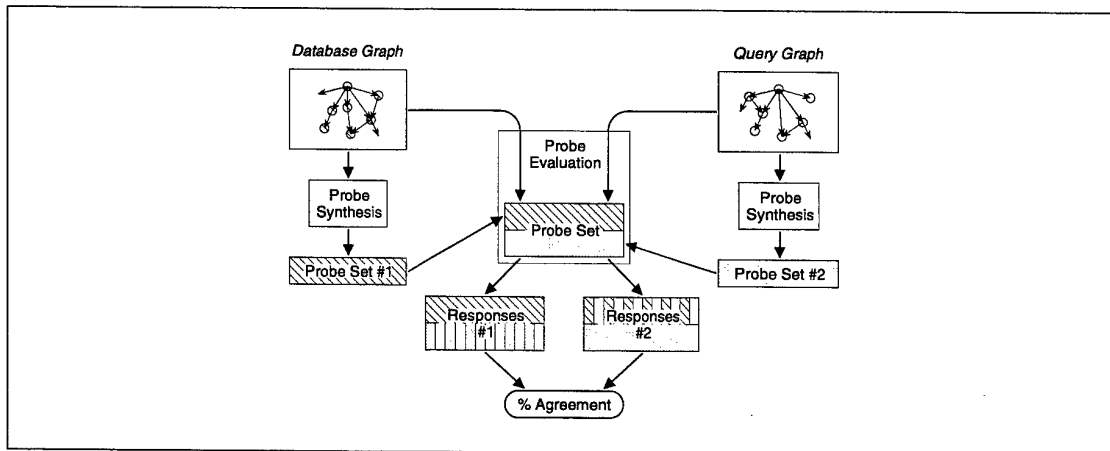 Database Graph
Query Graph
Probe
Evaluation
Probe
Synthesis
Probe
Synthesis
Probe Set
Probe Set #1
Probe Set #2
Responses
#1
Responses
#2
% Agreement